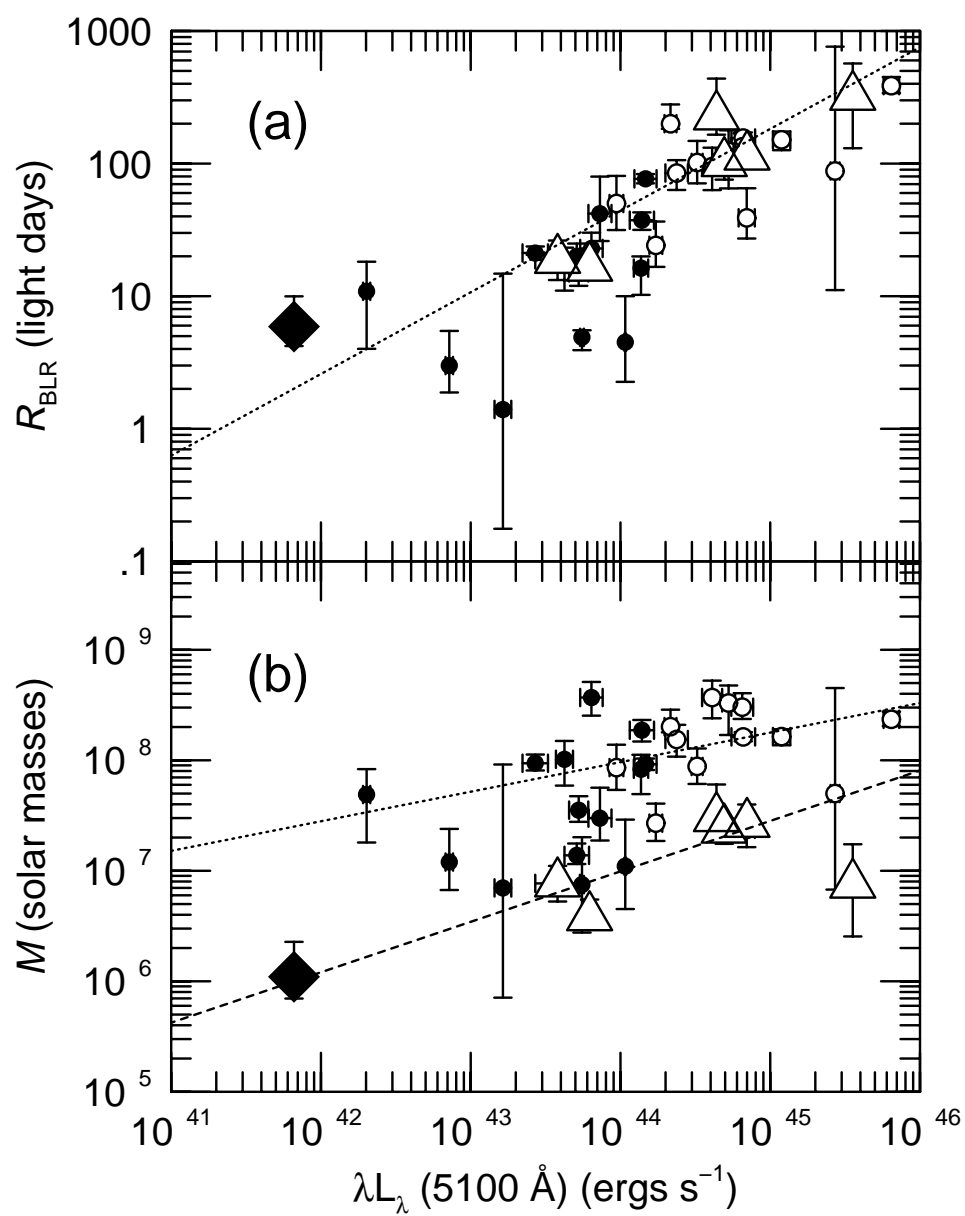 1000
(a)
100
10
1
.1
R_BLR (light days)
(b)
10^9
10^8
10^7
10^6
10^5
M (solar masses)
10^41 10^42 10^43 10^44 10^45 10^46
λL_λ (5100 Å) (ergs s⁻¹)